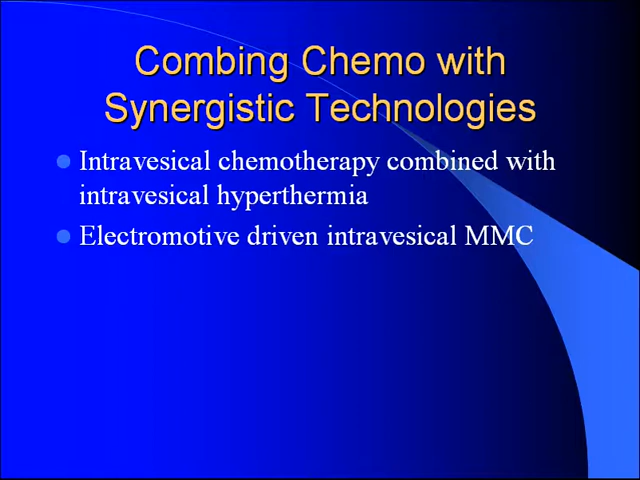 Combing Chemo with
Synergistic Technologies
Intravesical chemotherapy combined with
intravesical hyperthermia
Electromotive driven intravesical MMC